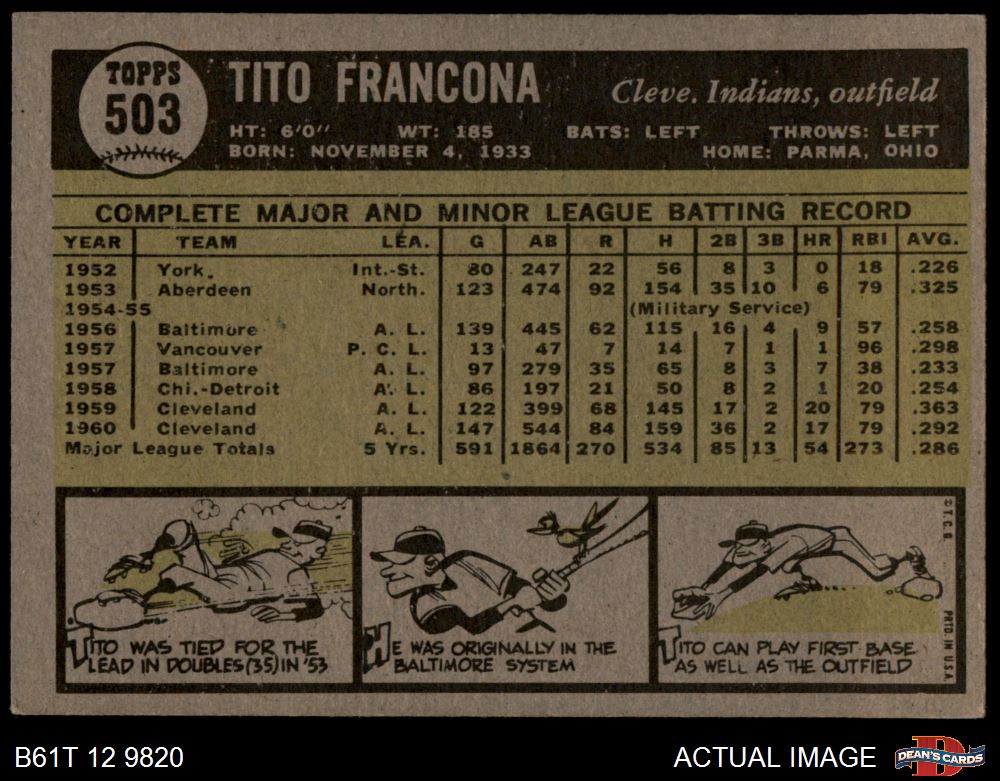 TOPPS
503
TITO FRANCONA
Cleve. Indians, outfield
HT: 6'0" WT: 185 BATS: LEFT THROWS: LEFT
BORN: NOVEMBER 4, 1933 HOME: PARMA, OHIO
COMPLETE MAJOR AND MINOR LEAGUE BATTING RECORD
YEAR TEAM LEA. G AB R H 2B 3B HR RBI AVG.
1952 York. Int.-St. 80 247 22 56 8 3 0 18 .226
1953 Aberdeen North. 123 474 92 154 35 10 6 79 .325
1954-55 (Military Service)
1956 Baltimore A. L. 139 445 62 115 16 4 9 57 .258
1957 Vancouver P. C. L. 13 47 7 14 7 1 1 96 .298
1957 Baltimore A. L. 97 279 35 65 8 3 7 38 .233
1958 Chi.-Detroit A. L. 86 197 21 50 8 2 1 20 .254
1959 Cleveland A. L. 122 399 68 145 17 2 20 79 .363
1960 Cleveland A. L. 147 544 84 159 36 2 17 79 .292
Major League Totals 5 Yrs. 591 1864 270 534 85 13 54 273 .286
TITO WAS TIED FOR THE
LEAD IN DOUBLES (35) IN '53
HE WAS ORIGINALLY IN THE
BALTIMORE SYSTEM
TITO CAN PLAY FIRST BASE
AS WELL AS THE OUTFIELD
© T. C. G.
PRTD. IN U S A
B61T 12 9820
ACTUAL IMAGE
D
DEAN'S CARDS